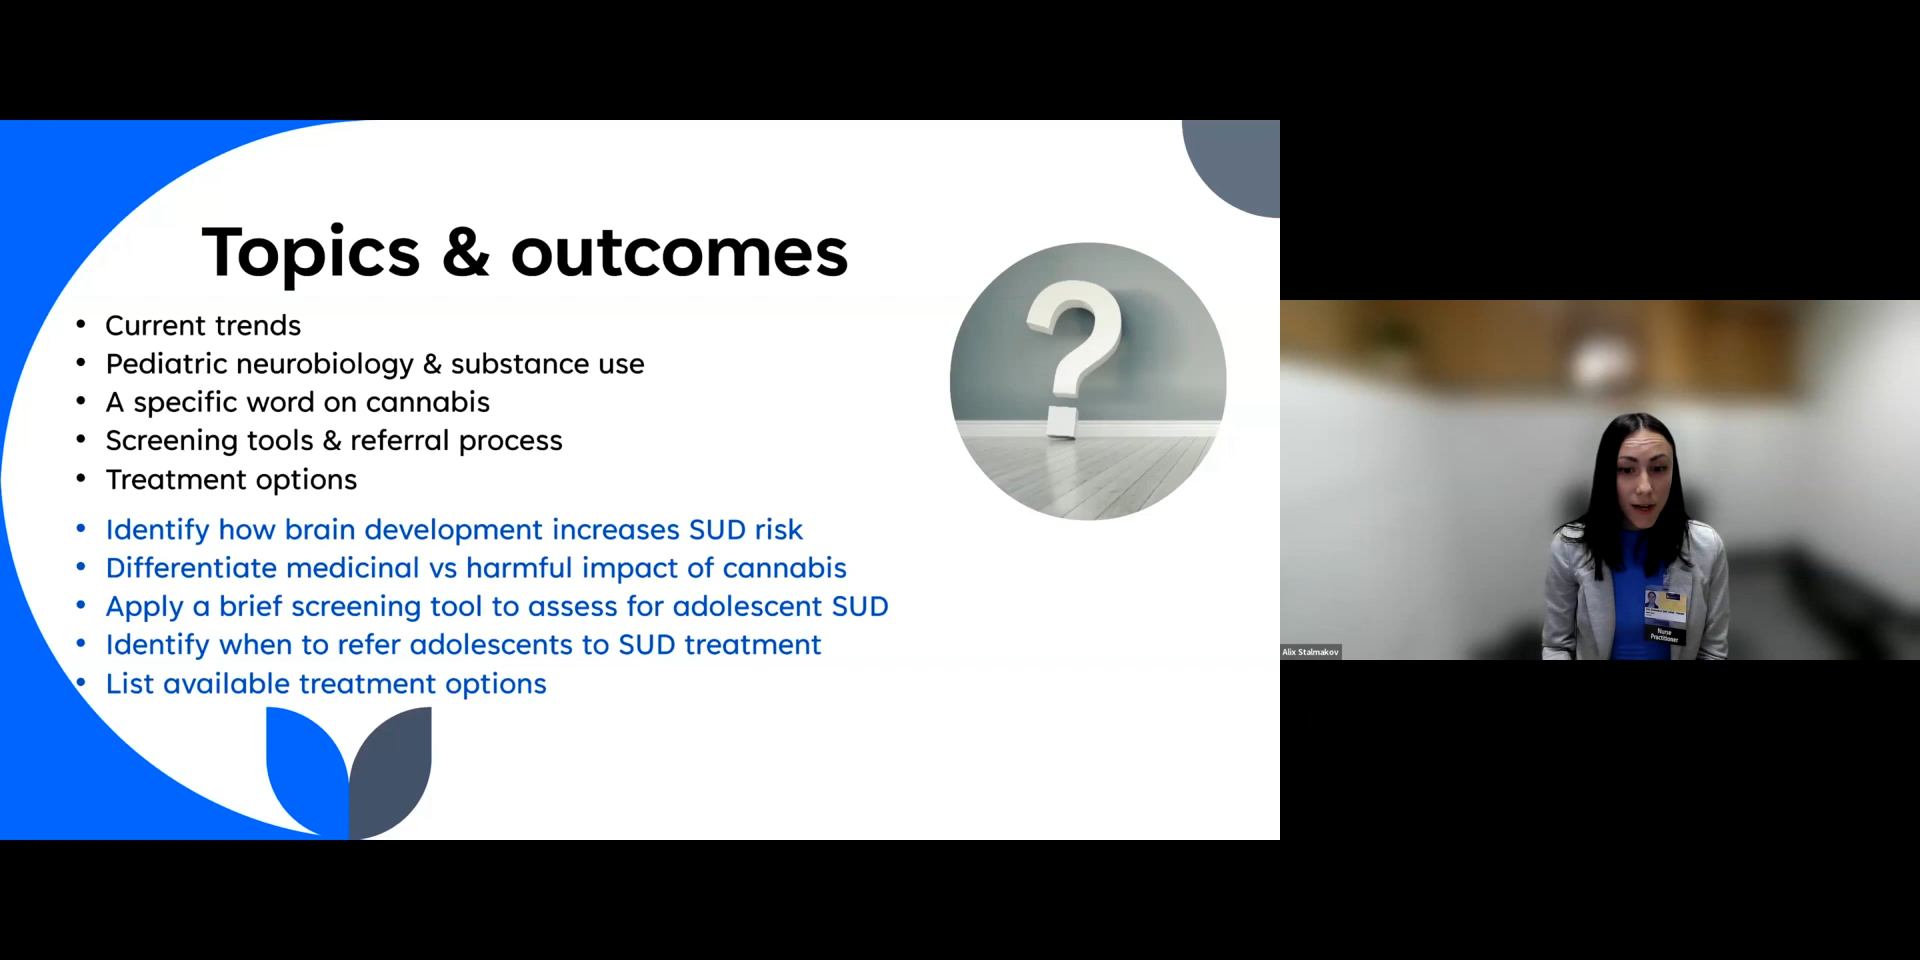 Topics & outcomes
• Current trends
• Pediatric neurobiology & substance use
• A specific word on cannabis
• Screening tools & referral process
• Treatment options
• Identify how brain development increases SUD risk
• Differentiate medicinal vs harmful impact of cannabis
• Apply a brief screening tool to assess for adolescent SUD
• Identify when to refer adolescents to SUD treatment
• List available treatment options
Nurse
Practitioner
Alix Stalmakov